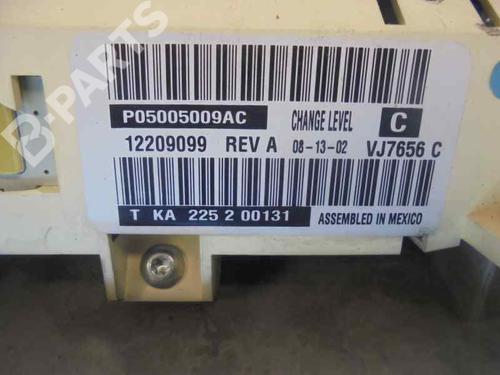 B-PARTS
P05005009AC CHANGE LEVEL C
12209099 REV A 08-13-02 VJ7656 C
T KA 225 2 00131 ASSEMBLED IN MEXICO